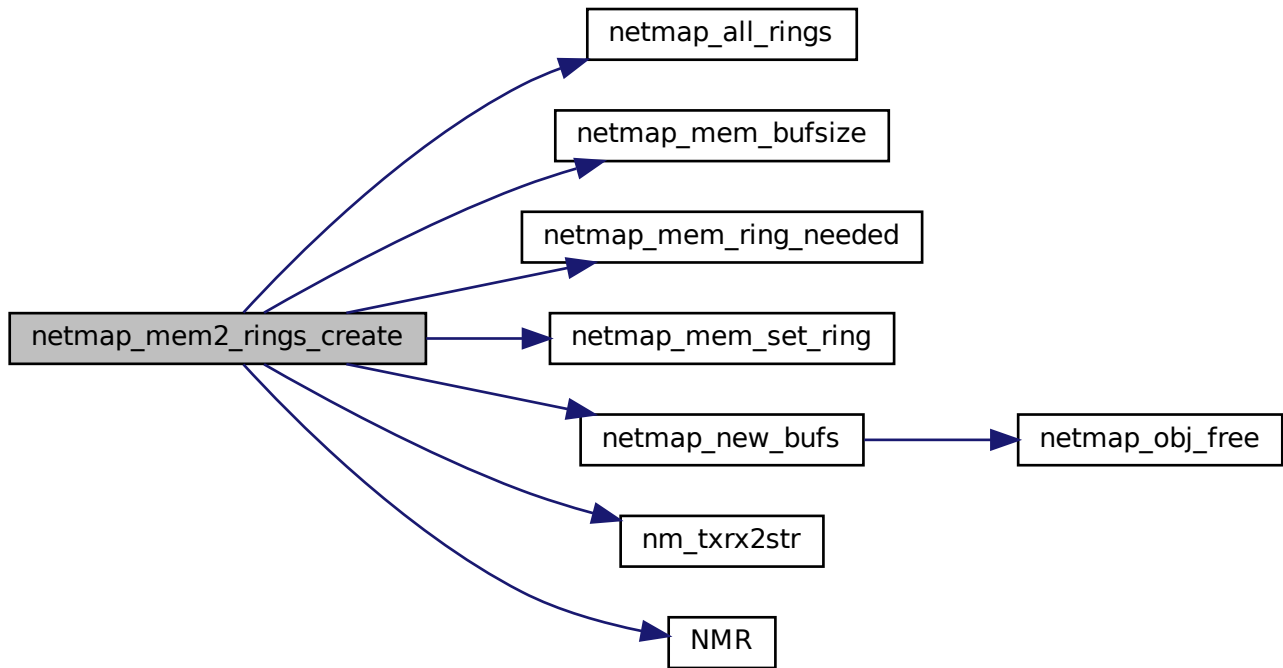 netmap_all_rings
netmap_mem_bufsize
netmap_mem_ring_needed
netmap_mem2_rings_create
netmap_mem_set_ring
netmap_new_bufs
netmap_obj_free
nm_txrx2str
NMR